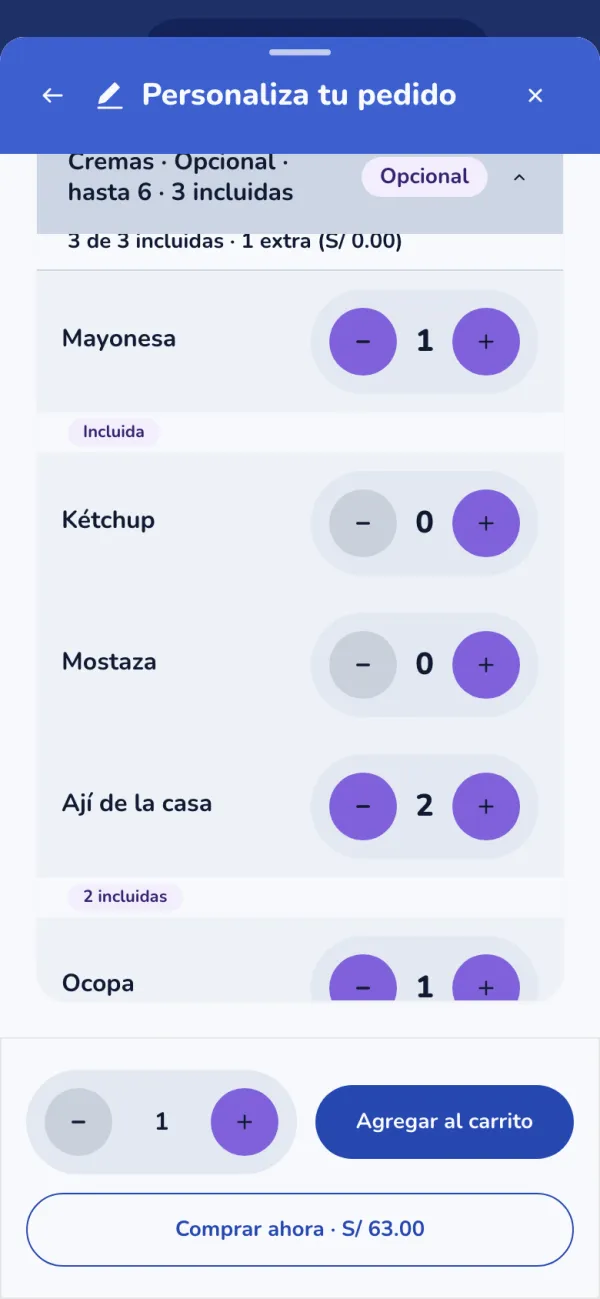 Personaliza tu pedido
Cremas · Opcional ·
hasta 6 · 3 incluidas
Opcional
3 de 3 incluidas · 1 extra (S/ 0.00)
Mayonesa
− 1 +
Incluida
Kétchup
− 0 +
Mostaza
− 0 +
Ají de la casa
− 2 +
2 incluidas
Ocopa
− 1 +
− 1 +
Agregar al carrito
Comprar ahora · S/ 63.00